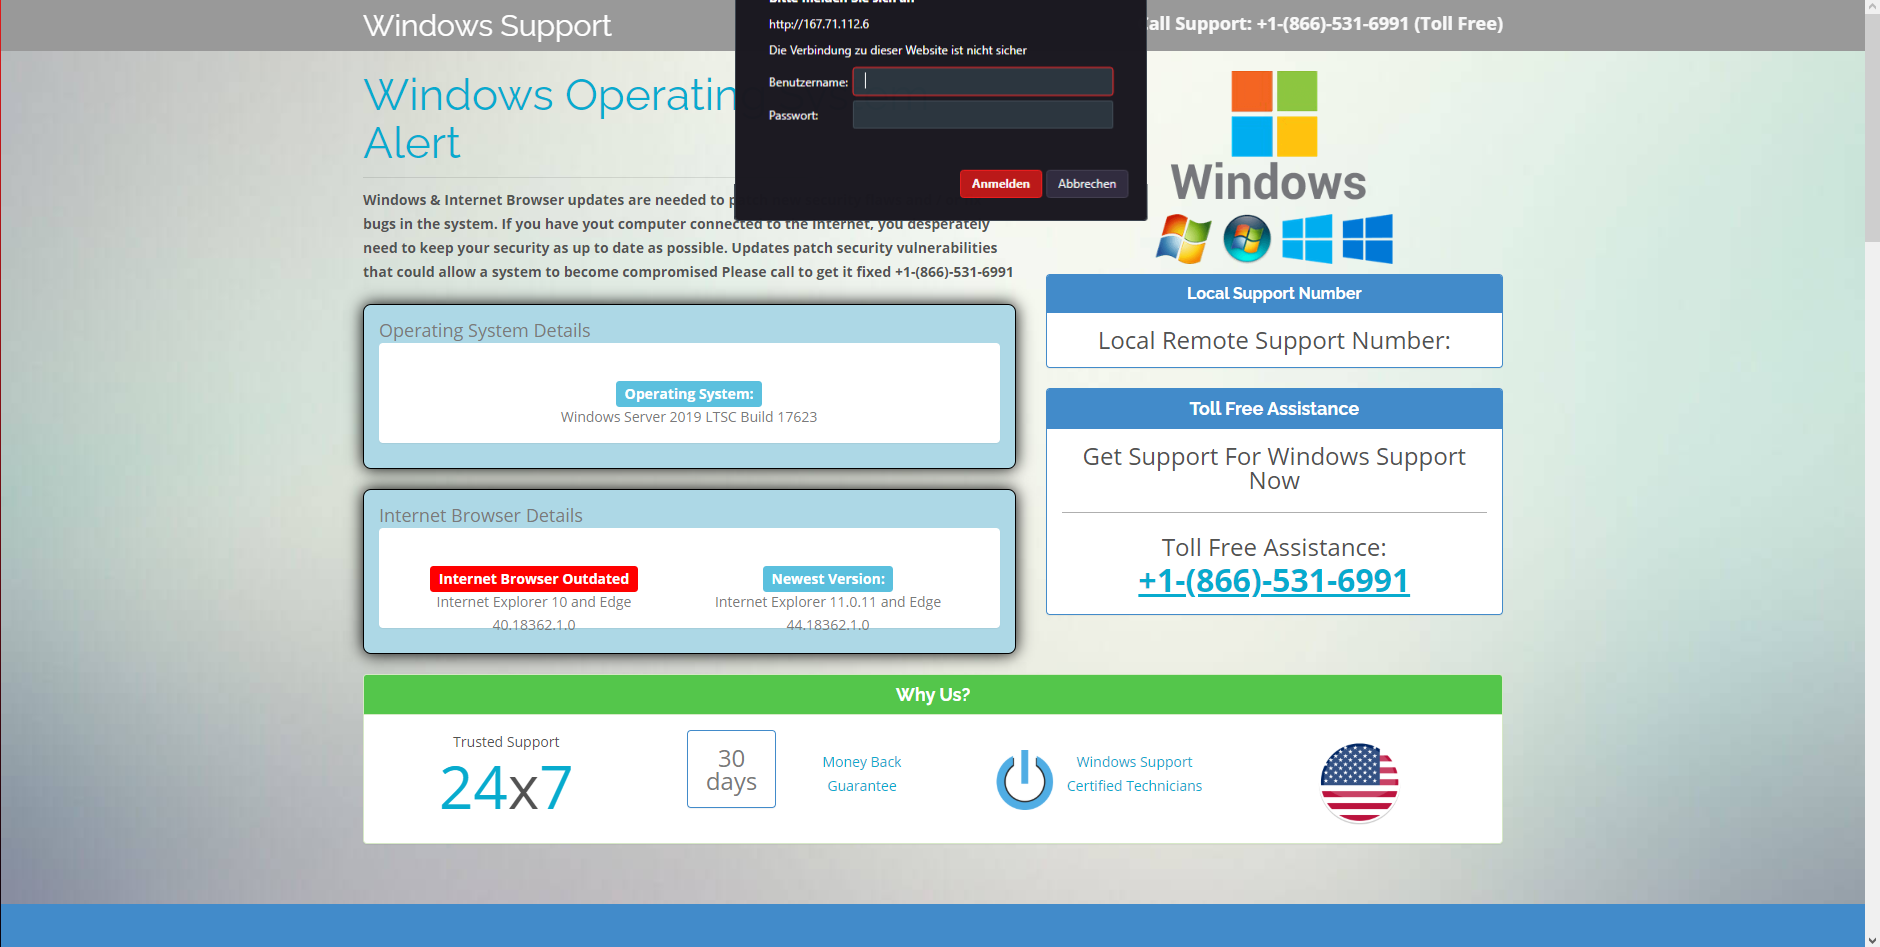 Windows Support
all Support: +1-(866)-531-6991 (Toll Free)
http://167.71.112.6
Die Verbindung zu dieser Website ist nicht sicher
Benutzername:
Passwort:
Anmelden
Abbrechen
Windows Operating
Alert
Windows & Internet Browser updates are needed to
bugs in the system. If you have yout computer connected to the Internet, you desperately
need to keep your security as up to date as possible. Updates patch security vulnerabilities
that could allow a system to become compromised Please call to get it fixed +1-(866)-531-6991
Windows
Operating System Details
Operating System:
Windows Server 2019 LTSC Build 17623
Internet Browser Details
Internet Browser Outdated
Internet Explorer 10 and Edge
40.18362.1.0
Newest Version:
Internet Explorer 11.0.11 and Edge
44.18362.1.0
Local Support Number
Local Remote Support Number:
Toll Free Assistance
Get Support For Windows Support
Now
Toll Free Assistance:
+1-(866)-531-6991
Why Us?
Trusted Support
24x7
30
days
Money Back
Guarantee
Windows Support
Certified Technicians